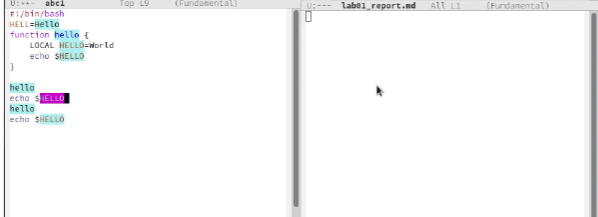 U:**- abc1 Top L9 (Fundamental)
#!/bin/bash
HELL=Hello
function hello {
LOCAL HELLO=World
echo $HELLO
}
hello
echo $HELLO
hello
echo $HELLO
U:--- lab01_report.md All L1 (Fundamental)